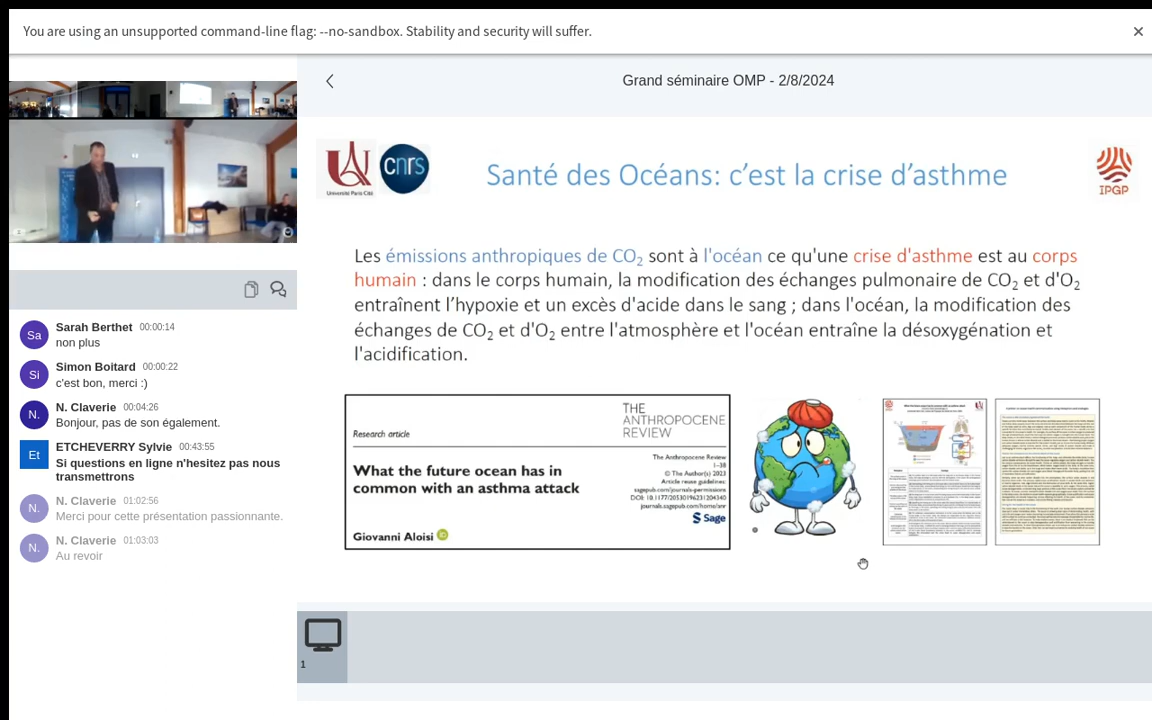 You are using an unsupported command-line flag: --no-sandbox. Stability and security will suffer.
Grand séminaire OMP - 2/8/2024
Sa
Sarah Berthet 00:00:14
non plus
Si
Simon Boitard 00:00:22
c'est bon, merci :)
N.
N. Claverie 00:04:26
Bonjour, pas de son également.
Et
ETCHEVERRY Sylvie 00:43:55
Si questions en ligne n'hesitez pas nous
transmettrons
N.
N. Claverie 01:02:56
Merci pour cette présentation passionnante.
N.
N. Claverie 01:03:03
Au revoir
Université Paris Cité
cnrs
Santé des Océans: c’est la crise d’asthme
IPGP
Les émissions anthropiques de CO₂ sont à l'océan ce qu'une crise d'asthme est au corps
humain : dans le corps humain, la modification des échanges pulmonaire de CO₂ et d'O₂
entraînent l’hypoxie et un excès d'acide dans le sang ; dans l'océan, la modification des
échanges de CO₂ et d'O₂ entre l'atmosphère et l'océan entraîne la désoxygénation et
l'acidification.
Research article
THE
ANTHROPOCENE
REVIEW
What the future ocean has in
common with an asthma attack
The Anthropocene Review
1–38
© The Author(s) 2023
Article reuse guidelines:
sagepub.com/journals-permissions
DOI: 10.1177/20530196231204340
journals.sagepub.com/home/anr
Sage
Giovanni Aloisi
1